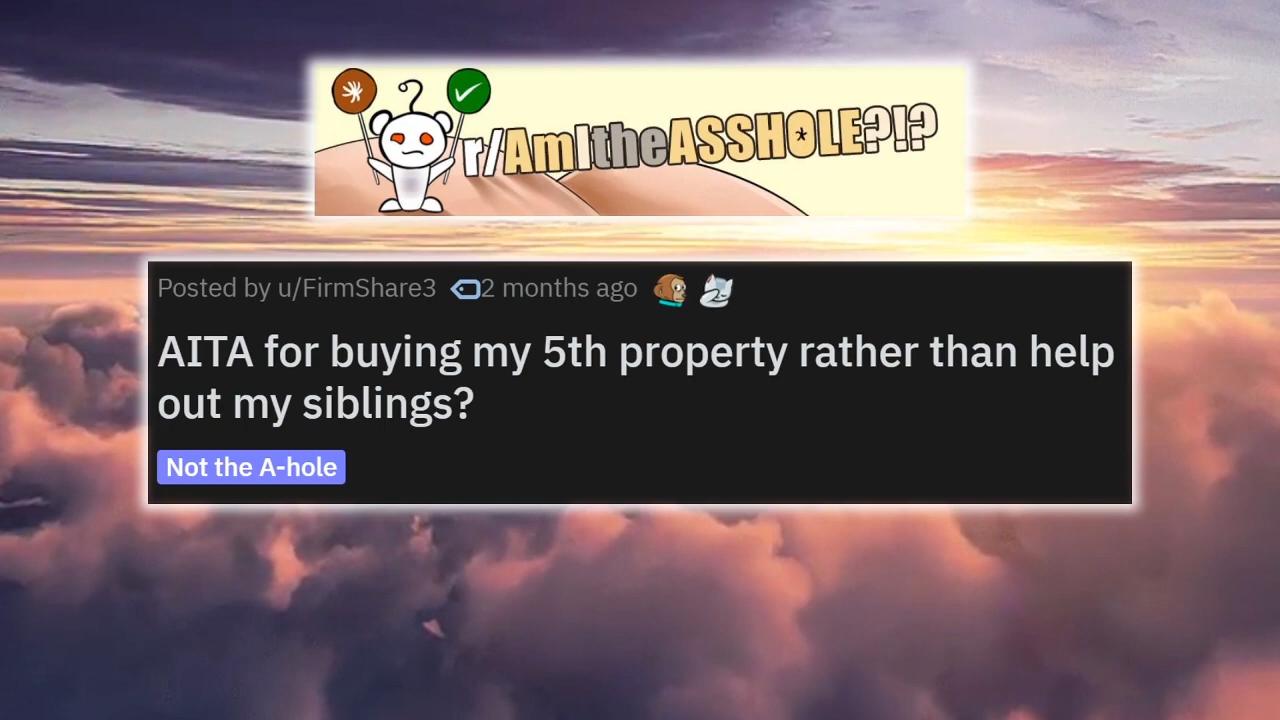 r/AmItheASSHOLE?!?
Posted by u/FirmShare3 2 months ago
AITA for buying my 5th property rather than help
out my siblings?
Not the A-hole